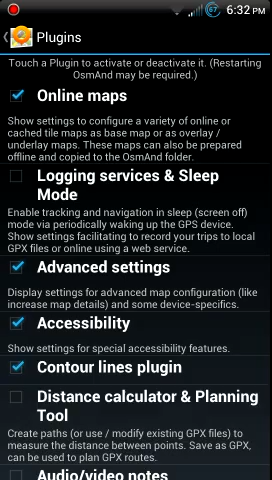 67 6:32 PM
Plugins
Touch a Plugin to activate or deactivate it. (Restarting
OsmAnd may be required.)
Online maps
Show settings to configure a variety of online or
cached tile maps as base map or as overlay /
underlay maps. These maps can also be prepared
offline and copied to the OsmAnd folder.
Logging services & Sleep
Mode
Enable tracking and navigation in sleep (screen off)
mode via periodically waking up the GPS device.
Show settings facilitating to record your trips to local
GPX files or online using a web service.
Advanced settings
Display settings for advanced map configuration (like
increase map details) and some device-specifics.
Accessibility
Show settings for special accessibility features.
Contour lines plugin
Distance calculator & Planning
Tool
Create paths (or use / modify existing GPX files) to
measure the distance between points. Save as GPX,
can be used to plan GPX routes.
Audio/video notes